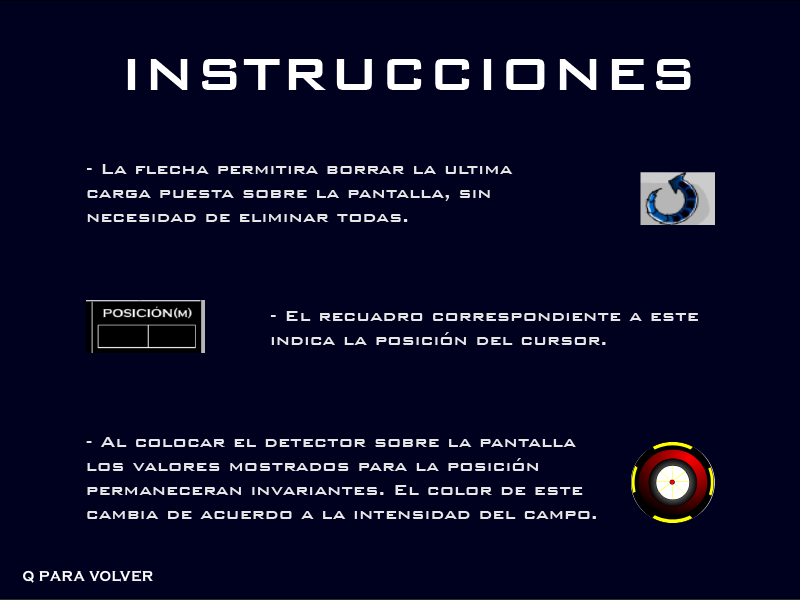 INSTRUCCIONES
- La flecha permitira borrar la ultima
carga puesta sobre la pantalla, sin
necesidad de eliminar todas.
POSICIÓN(M)
- El recuadro correspondiente a este
indica la posición del cursor.
- Al colocar el detector sobre la pantalla
los valores mostrados para la posición
permaneceran invariantes. El color de este
cambia de acuerdo a la intensidad del campo.
Q PARA VOLVER